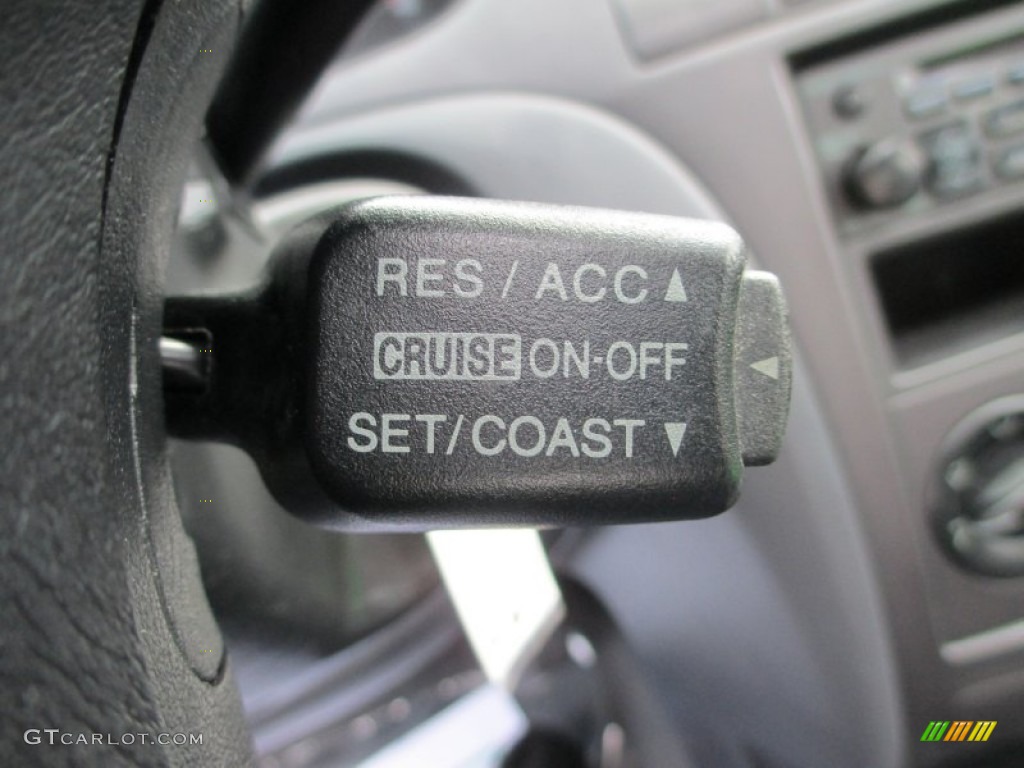 RES / ACC ▲
CRUISE ON-OFF
SET/COAST ▼
GTCARLOT.COM